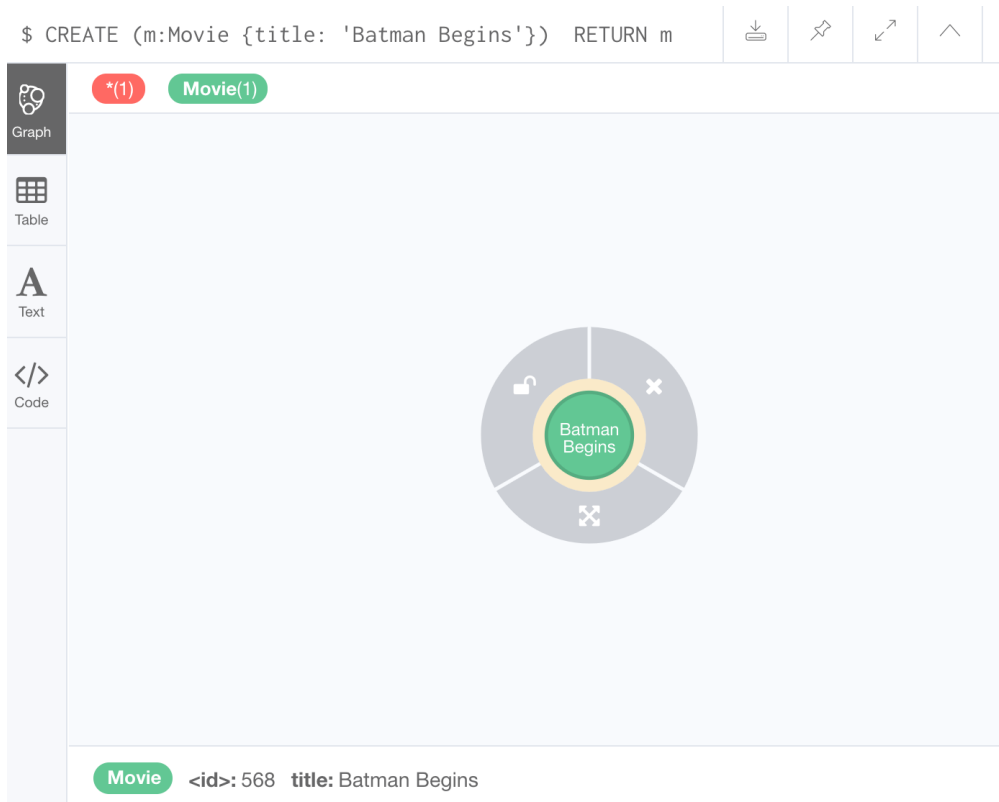 $ CREATE (m:Movie {title: 'Batman Begins'})  RETURN m
*(1) Movie(1)
Graph
Table
A
Text
</>
Code
Batman
Begins
Movie <id>: 568 title: Batman Begins